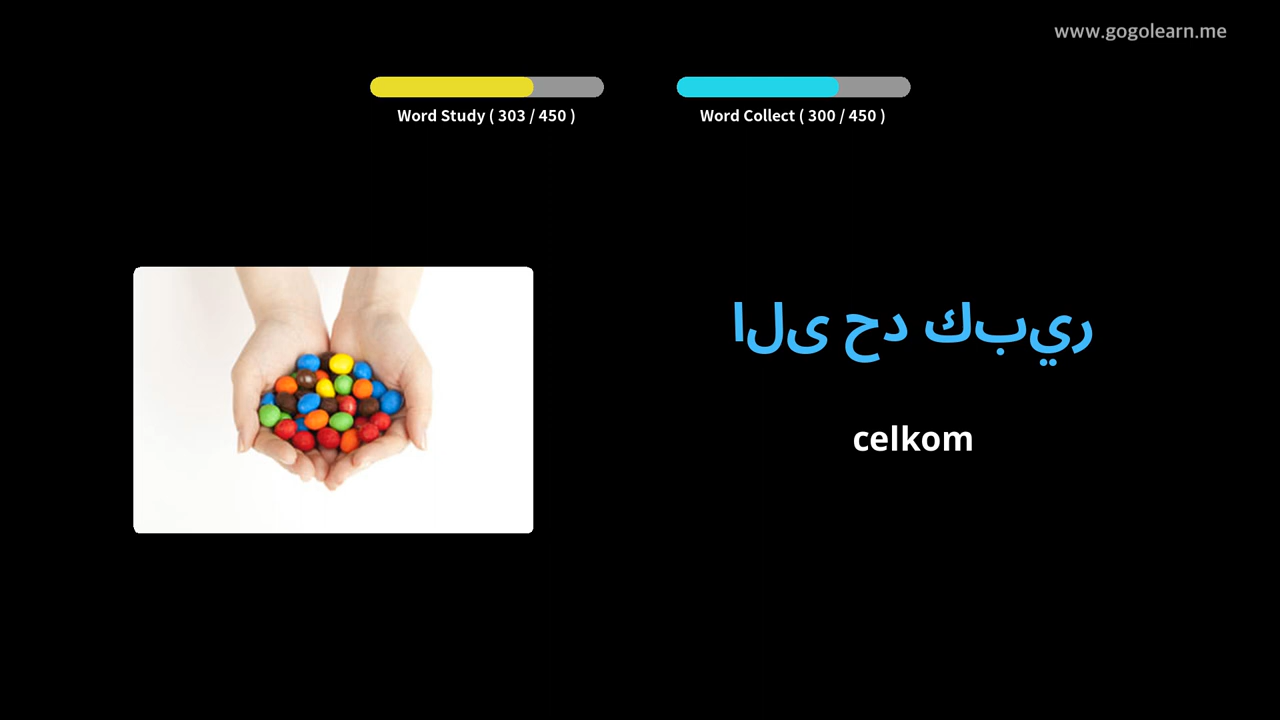 www.gogolearn.me
Word Study ( 303 / 450 )
Word Collect ( 300 / 450 )
الى حد كبير
celkom